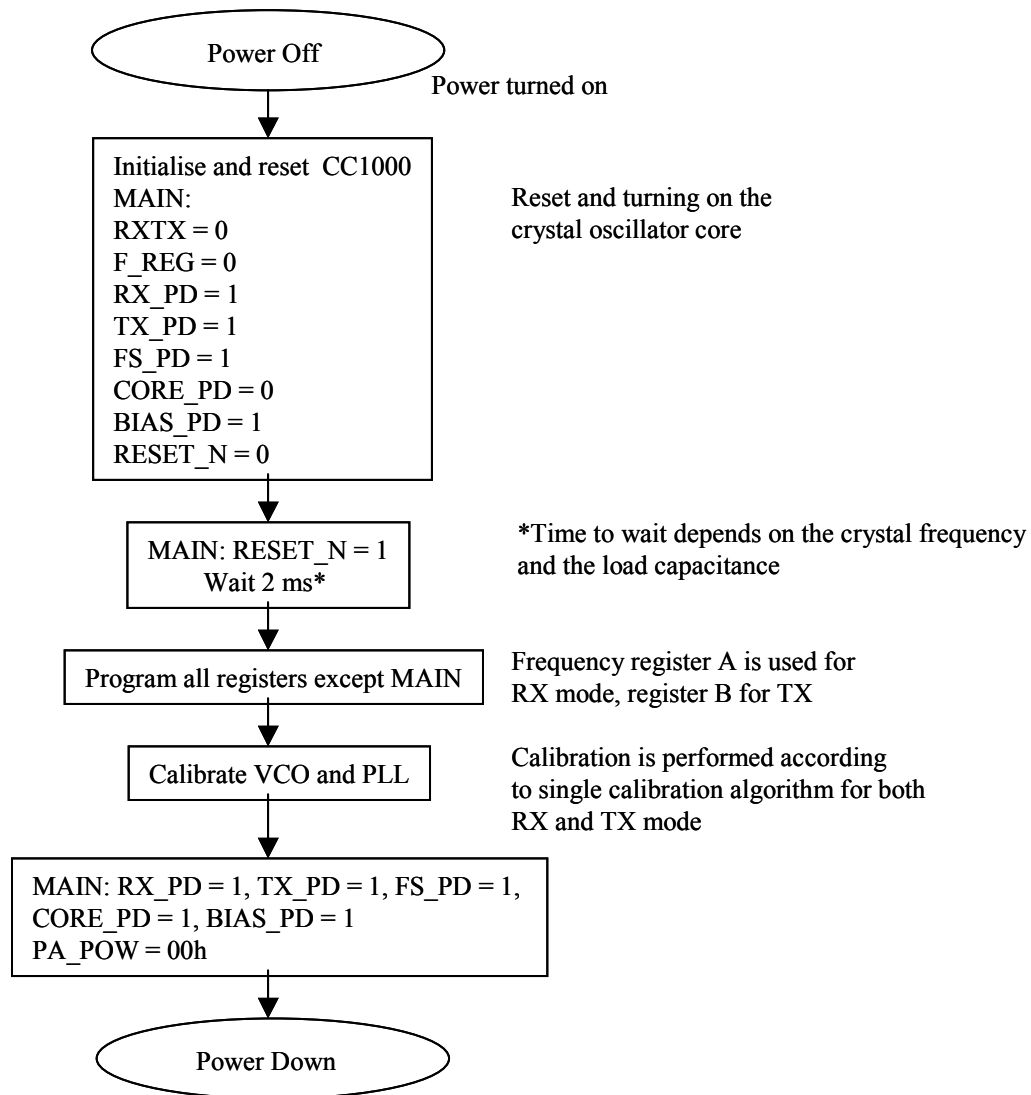 Power Off
Power turned on
Initialise and reset CC1000
MAIN:
RXTX = 0
F_REG = 0
RX_PD = 1
TX_PD = 1
FS_PD = 1
CORE_PD = 0
BIAS_PD = 1
RESET_N = 0
Reset and turning on the
crystal oscillator core
MAIN: RESET_N = 1
Wait 2 ms*
*Time to wait depends on the crystal frequency
and the load capacitance
Program all registers except MAIN
Frequency register A is used for
RX mode, register B for TX
Calibrate VCO and PLL
Calibration is performed according
to single calibration algorithm for both
RX and TX mode
MAIN: RX_PD = 1, TX_PD = 1, FS_PD = 1,
CORE_PD = 1, BIAS_PD = 1
PA_POW = 00h
Power Down